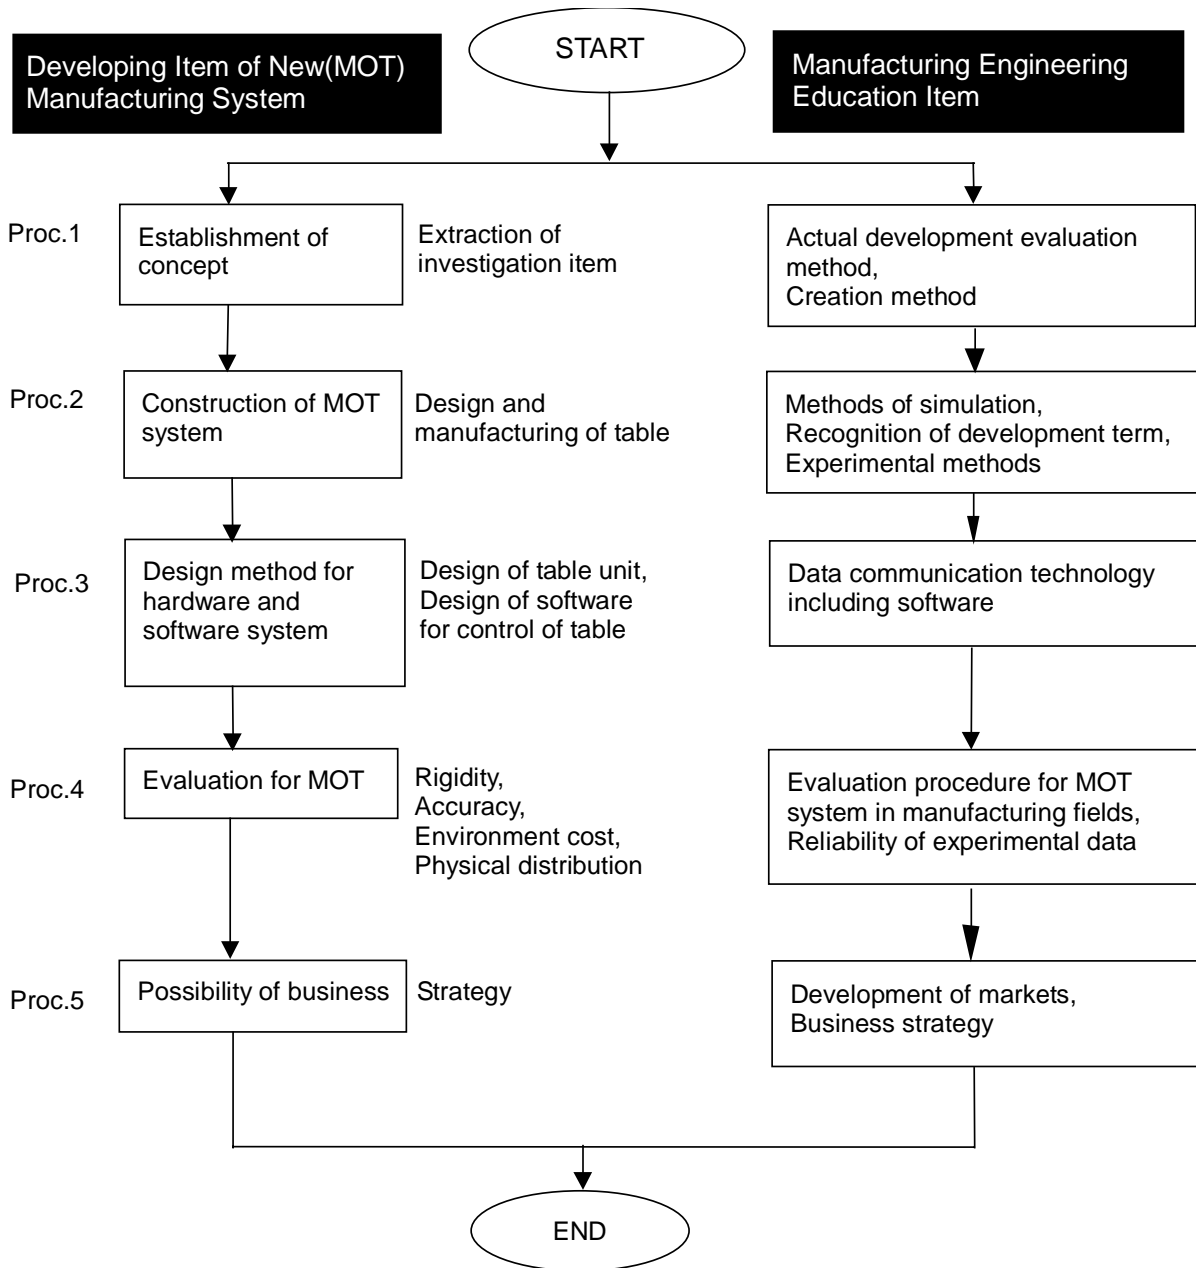 START
Developing Item of New(MOT)
Manufacturing System
Manufacturing Engineering
Education Item
Proc.1
Establishment of
concept
Extraction of
investigation item
Actual development evaluation
method,
Creation method
Proc.2
Construction of MOT
system
Design and
manufacturing of table
Methods of simulation,
Recognition of development term,
Experimental methods
Proc.3
Design method for
hardware and
software system
Design of table unit,
Design of software
for control of table
Data communication technology
including software
Proc.4
Evaluation for MOT
Rigidity,
Accuracy,
Environment cost,
Physical distribution
Evaluation procedure for MOT
system in manufacturing fields,
Reliability of experimental data
Proc.5
Possibility of business
Strategy
Development of markets,
Business strategy
END